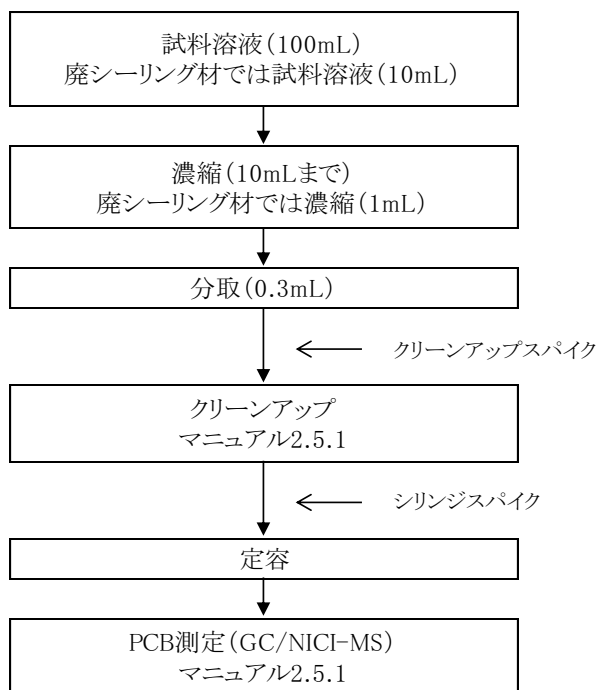 試料溶液(100mL)
廃シーリング材では試料溶液(10mL)
濃縮(10mLまで)
廃シーリング材では濃縮(1mL)
分取(0.3mL)
クリーンアップスパイク
クリーンアップ
マニュアル2.5.1
シリンジスパイク
定容
PCB測定(GC/NICI-MS)
マニュアル2.5.1